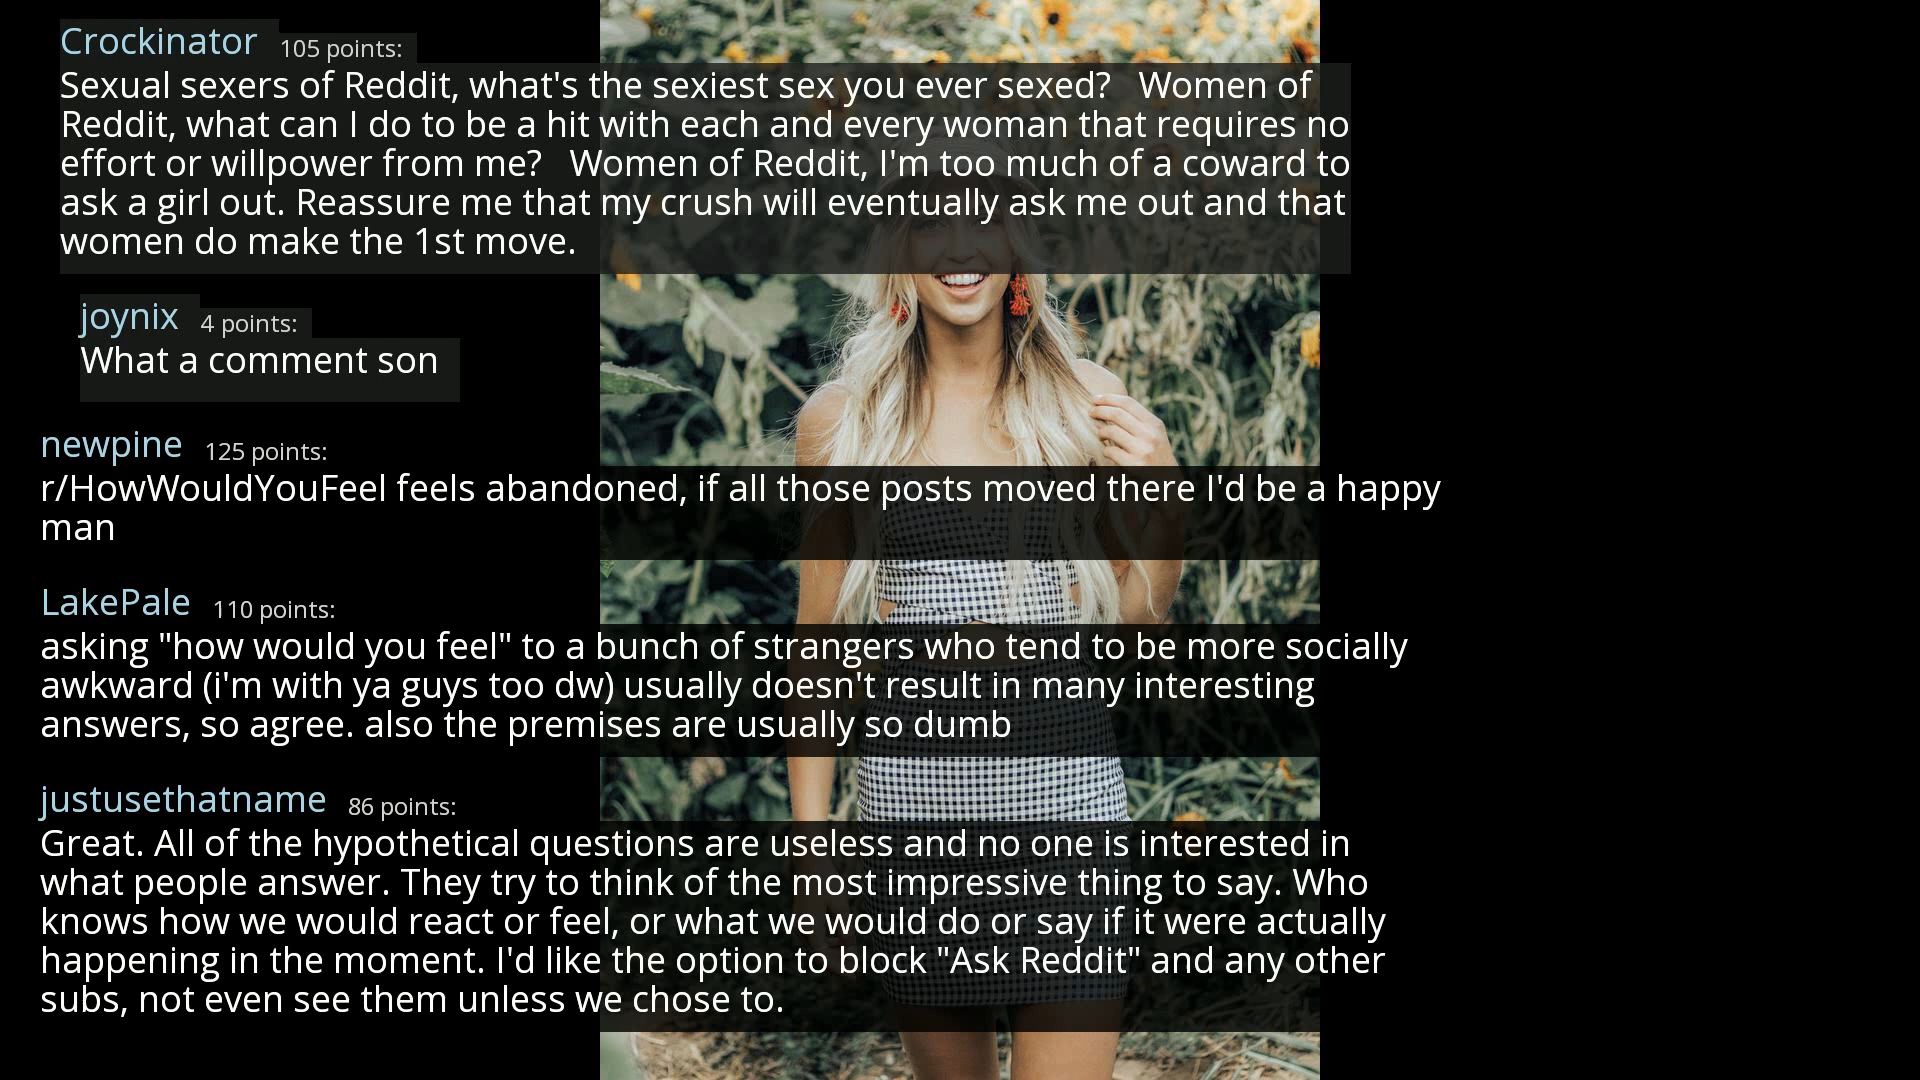 Crockinator 105 points:
Sexual sexers of Reddit, what's the sexiest sex you ever sexed?   Women of
Reddit, what can I do to be a hit with each and every woman that requires no
effort or willpower from me?   Women of Reddit, I'm too much of a coward to
ask a girl out. Reassure me that my crush will eventually ask me out and that
women do make the 1st move.
joynix 4 points:
What a comment son
newpine 125 points:
r/HowWouldYouFeel feels abandoned, if all those posts moved there I'd be a happy
man
LakePale 110 points:
asking "how would you feel" to a bunch of strangers who tend to be more socially
awkward (i'm with ya guys too dw) usually doesn't result in many interesting
answers, so agree. also the premises are usually so dumb
justusethatname 86 points:
Great. All of the hypothetical questions are useless and no one is interested in
what people answer. They try to think of the most impressive thing to say. Who
knows how we would react or feel, or what we would do or say if it were actually
happening in the moment. I'd like the option to block "Ask Reddit" and any other
subs, not even see them unless we chose to.